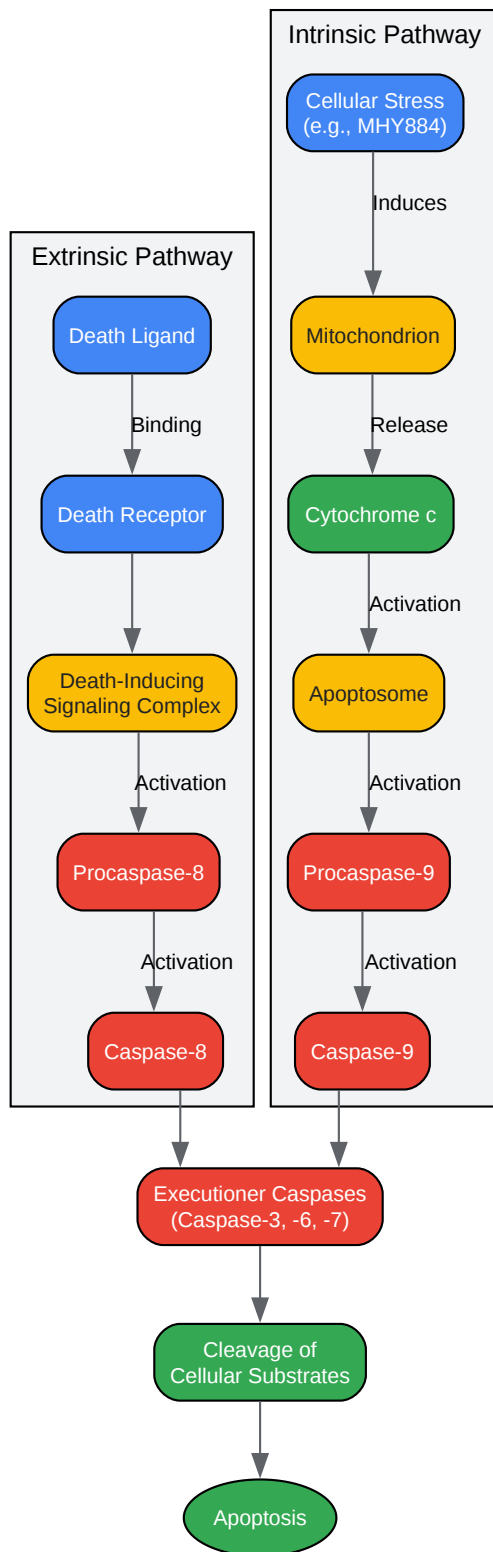 Intrinsic Pathway
Cellular Stress
(e.g., MHY884)
Induces
Mitochondrion
Release
Cytochrome c
Activation
Apoptosome
Activation
Procaspase-9
Activation
Caspase-9
Extrinsic Pathway
Death Ligand
Binding
Death Receptor
Death-Inducing
Signaling Complex
Activation
Procaspase-8
Activation
Caspase-8
Executioner Caspases
(Caspase-3, -6, -7)
Cleavage of
Cellular Substrates
Apoptosis